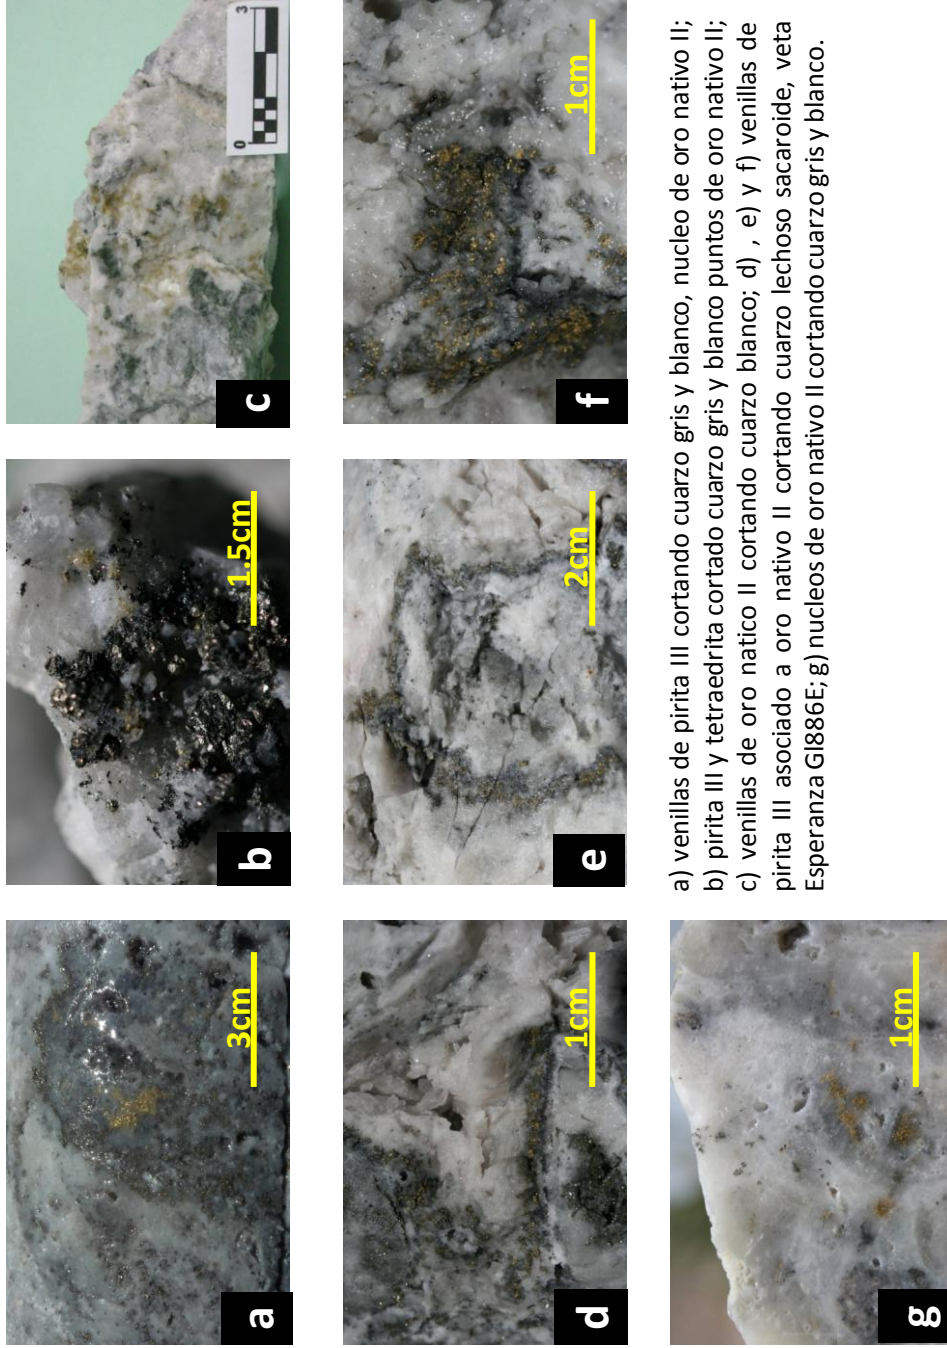 a
3cm
b
1.5cm
c
0 3
d
1cm
e
2cm
f
1cm
g
1cm
a) venillas de pirita III cortando cuarzo gris y blanco, nucleo de oro nativo II;
b) pirita III y tetraedrita cortado cuarzo gris y blanco puntos de oro nativo II;
c) venillas de oro natico II cortando cuarzo blanco; d) , e) y f) venillas de
pirita III asociado a oro nativo II cortando cuarzo lechoso sacaroide, veta
Esperanza GI886E; g) nucleos de oro nativo II cortando cuarzo gris y blanco.